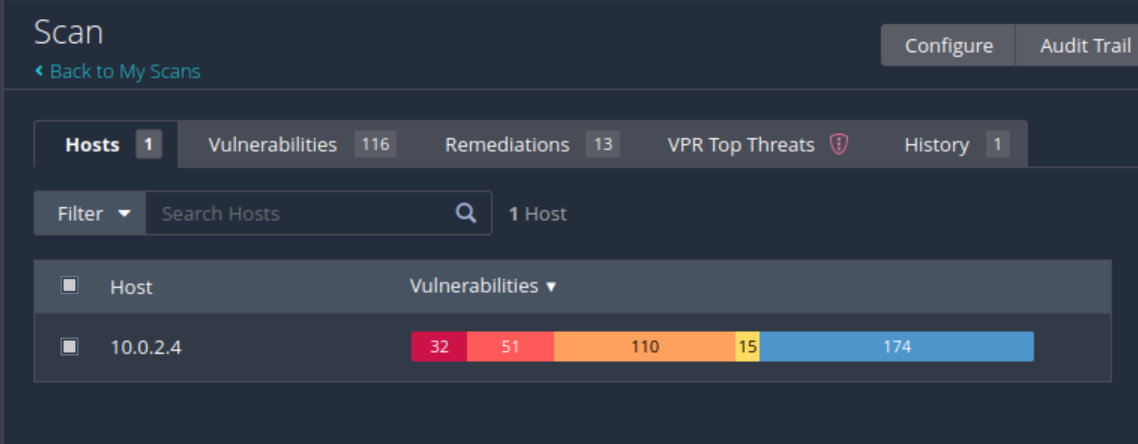 Scan
Configure Audit Trail
Back to My Scans
Hosts 1 Vulnerabilities 116 Remediations 13 VPR Top Threats History 1
Filter Search Hosts 1 Host
Host Vulnerabilities
10.0.2.4 32 51 110 15 174